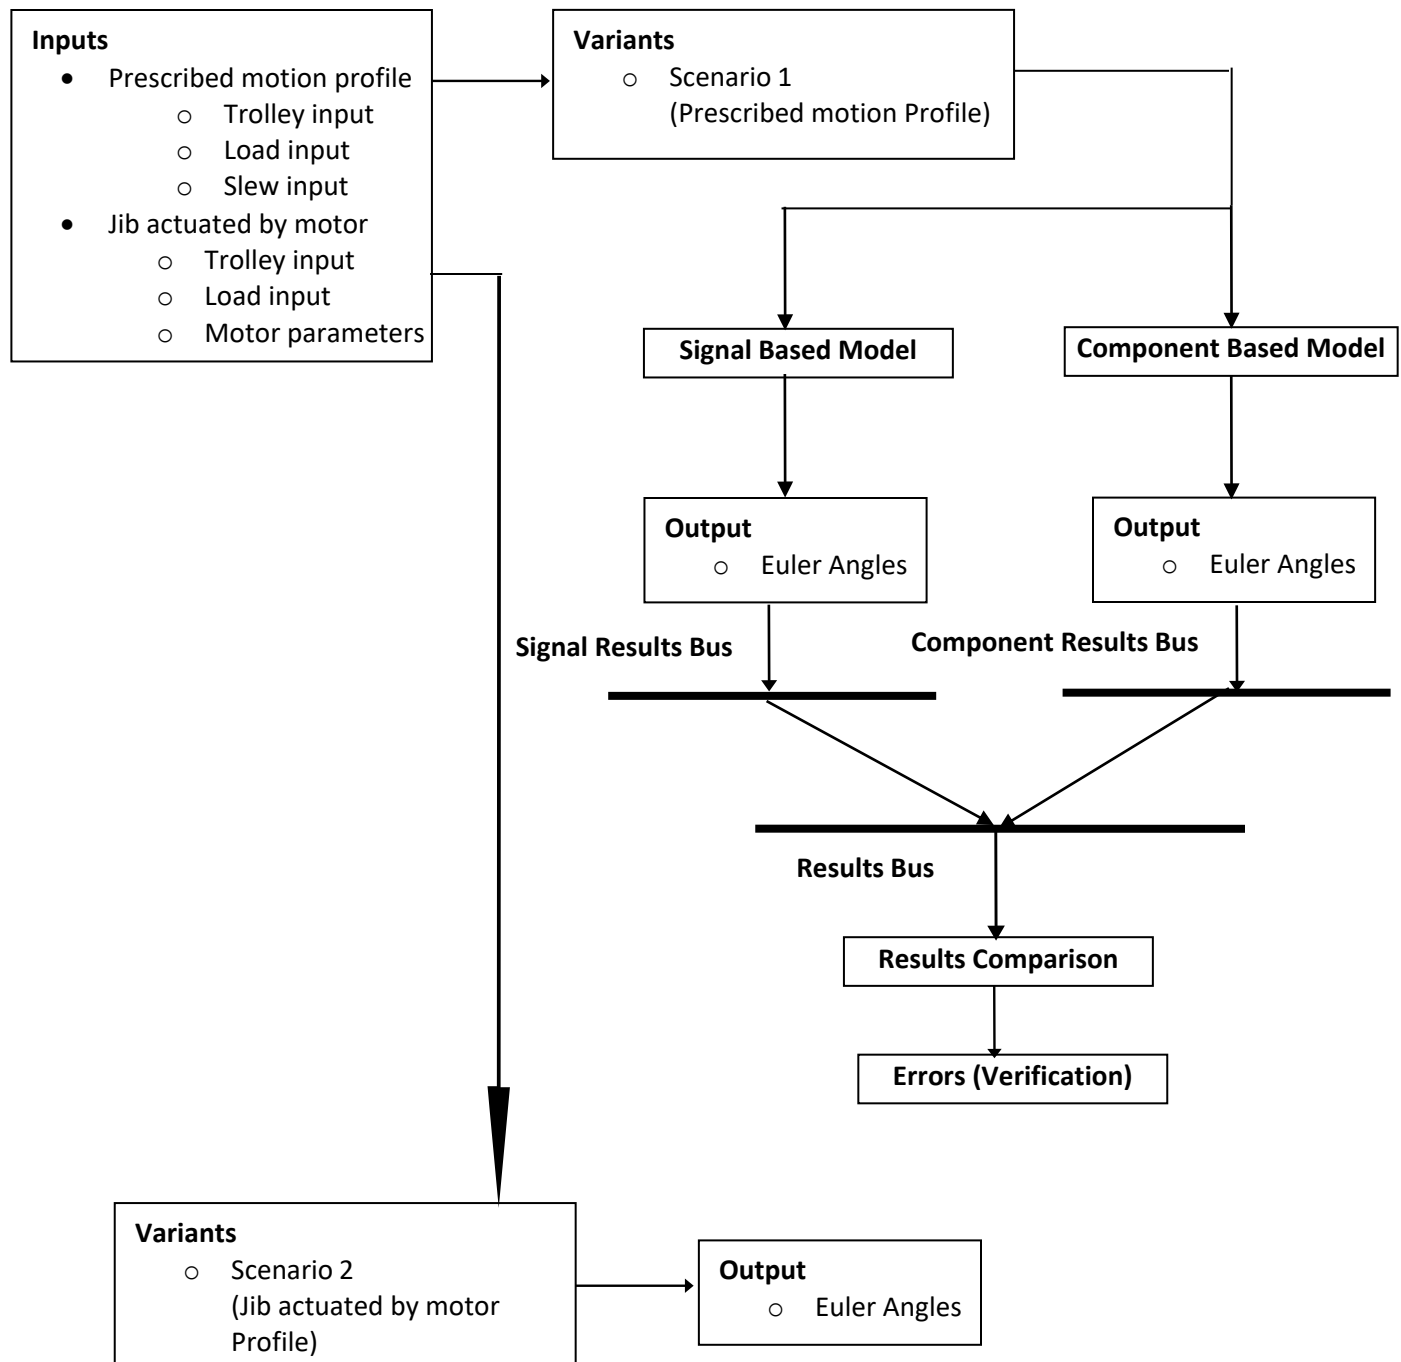 Inputs
• Prescribed motion profile
o Trolley input
o Load input
o Slew input
• Jib actuated by motor
o Trolley input
o Load input
o Motor parameters
Variants
o Scenario 1
(Prescribed motion Profile)
Signal Based Model
Component Based Model
Output
o Euler Angles
Output
o Euler Angles
Signal Results Bus
Component Results Bus
Results Bus
Results Comparison
Errors (Verification)
Variants
o Scenario 2
(Jib actuated by motor
Profile)
Output
o Euler Angles